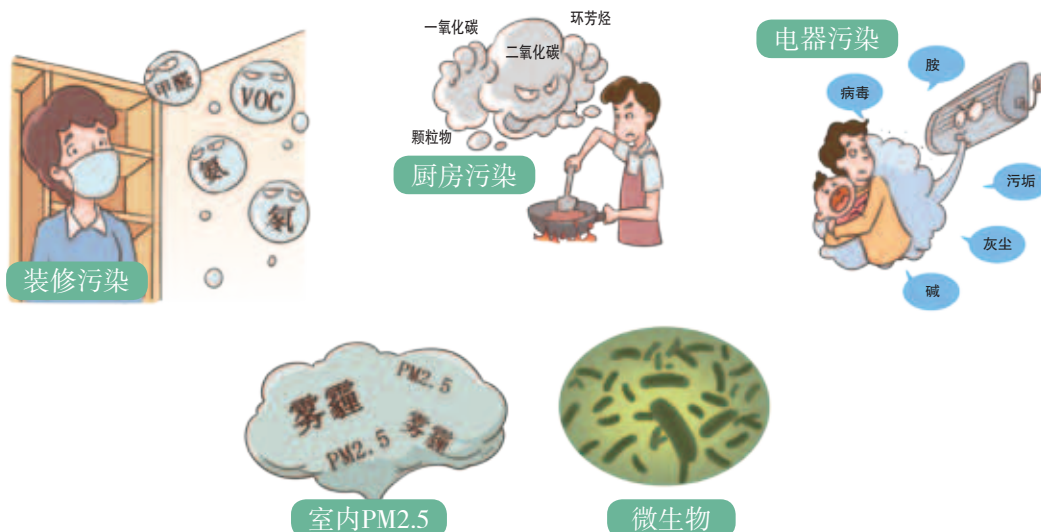 甲醛
VOC
氨
氡
装修污染
一氧化碳
环芳烃
二氧化碳
颗粒物
厨房污染
电器污染
胺
病毒
污垢
灰尘
碱
雾霾
PM2.5
PM2.5
雾霾
室内PM2.5
微生物